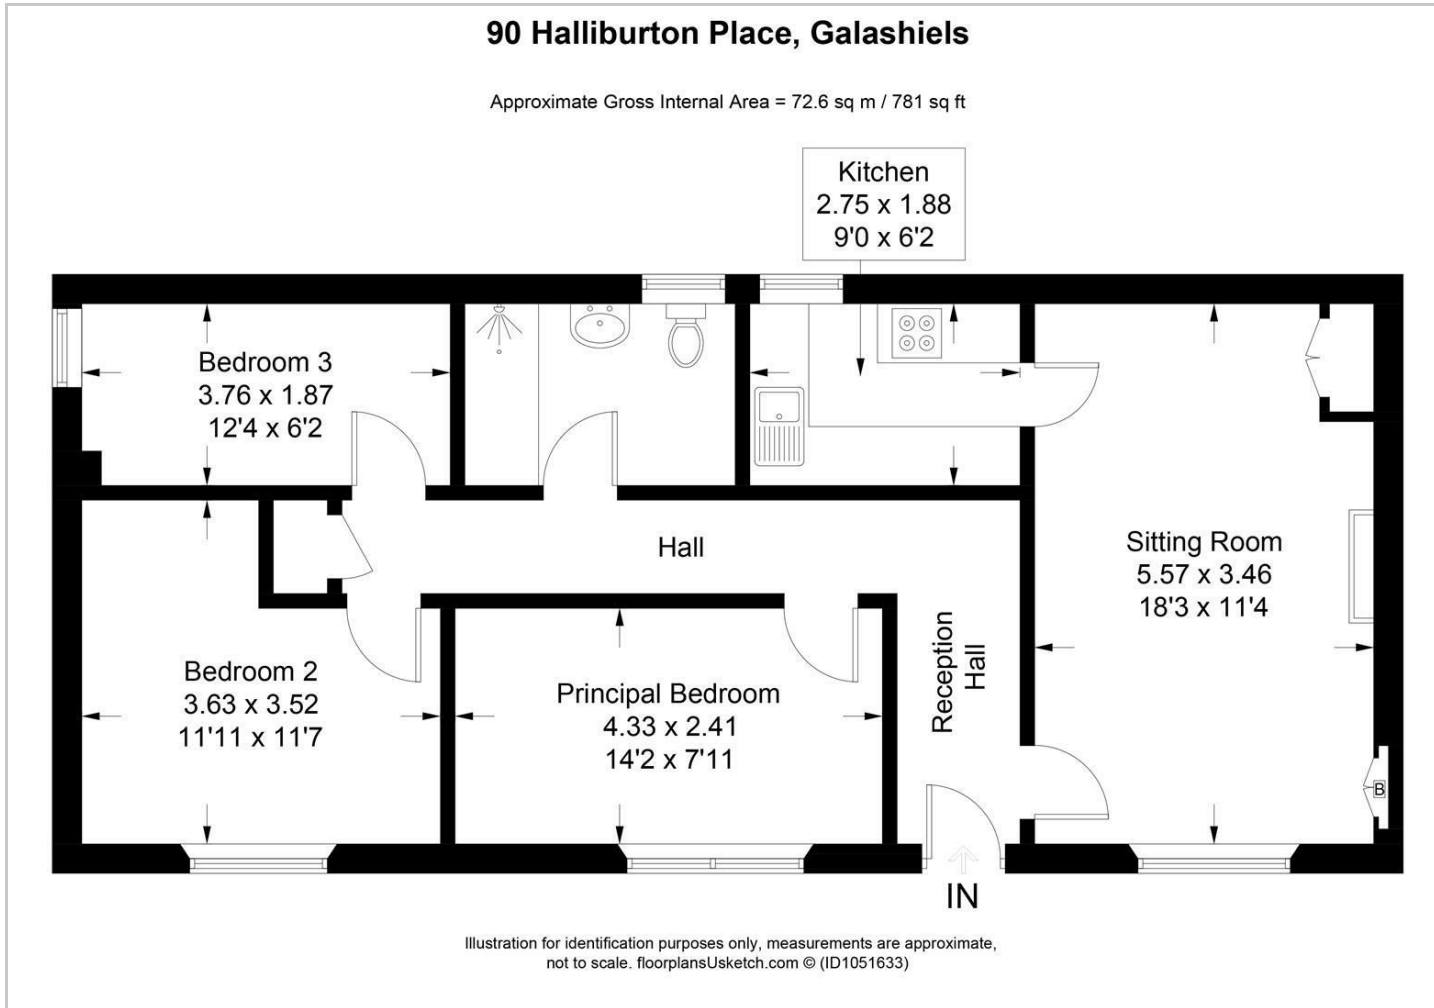 90 Halliburton Place, Galashiels
Approximate Gross Internal Area = 72.6 sq m / 781 sq ft
Kitchen
2.75 x 1.88
9'0 x 6'2
Bedroom 3
3.76 x 1.87
12'4 x 6'2
Hall
Sitting Room
5.57 x 3.46
18'3 x 11'4
Bedroom 2
3.63 x 3.52
11'11 x 11'7
Principal Bedroom
4.33 x 2.41
14'2 x 7'11
Reception
Hall
B
IN
Illustration for identification purposes only, measurements are approximate,
not to scale. floorplansUsketch.com © (ID1051633)